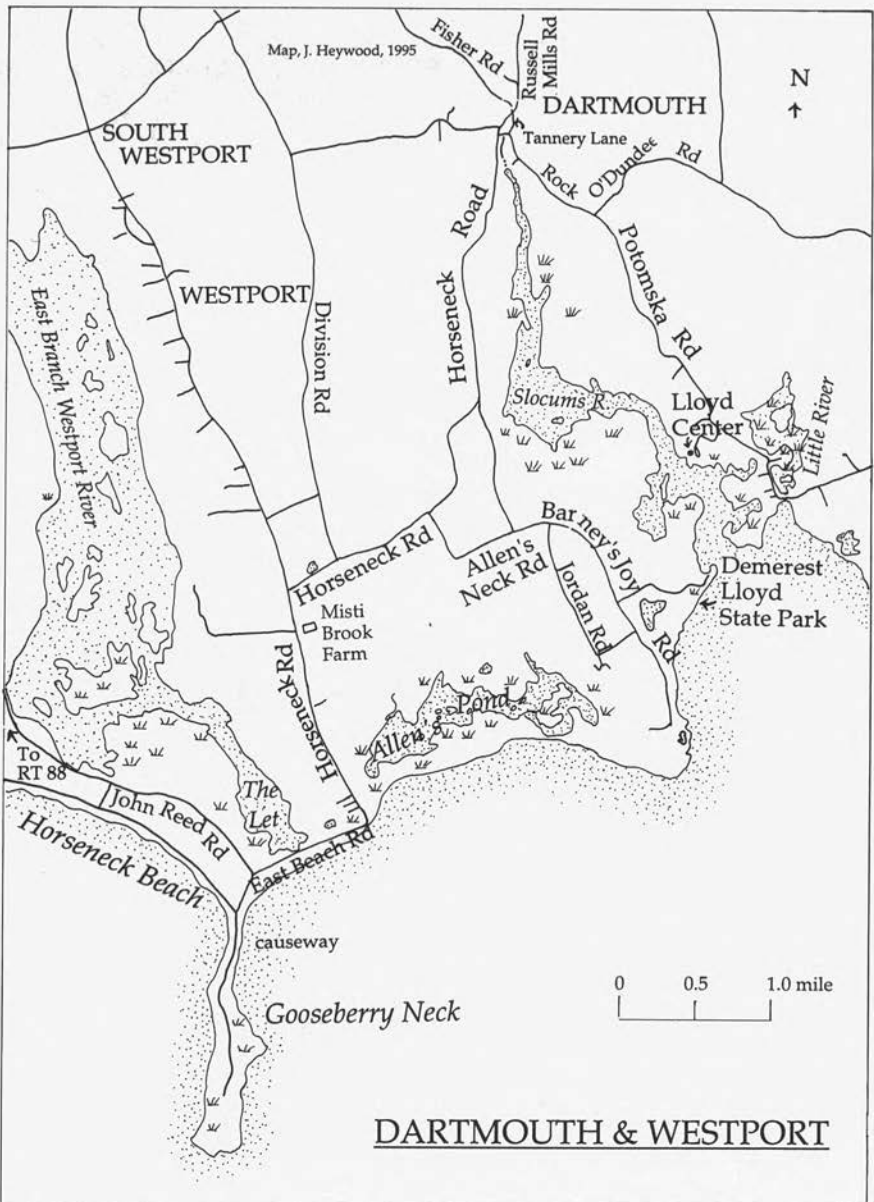 Map, J. Heywood, 1995
Fisher Rd
Russell
Mills Rd
N
DARTMOUTH
Tannery Lane
SOUTH
WESTPORT
Rock
O'Dundee Rd
Horseneck Road
Potomska Rd
East Branch Westport River
WESTPORT
Division Rd
Slocums R
Lloyd
Center
Little River
Horseneck Rd
Allen's
Neck Rd
Barney's Joy Rd
Jordan Rd
Demerest
Lloyd
State Park
Misti
Brook
Farm
Horseneck Rd
Allen's Pond
To
RT 88
John Reed Rd
The
Let
East Beach Rd
Horseneck Beach
causeway
Gooseberry Neck
0 0.5 1.0 mile
DARTMOUTH & WESTPORT